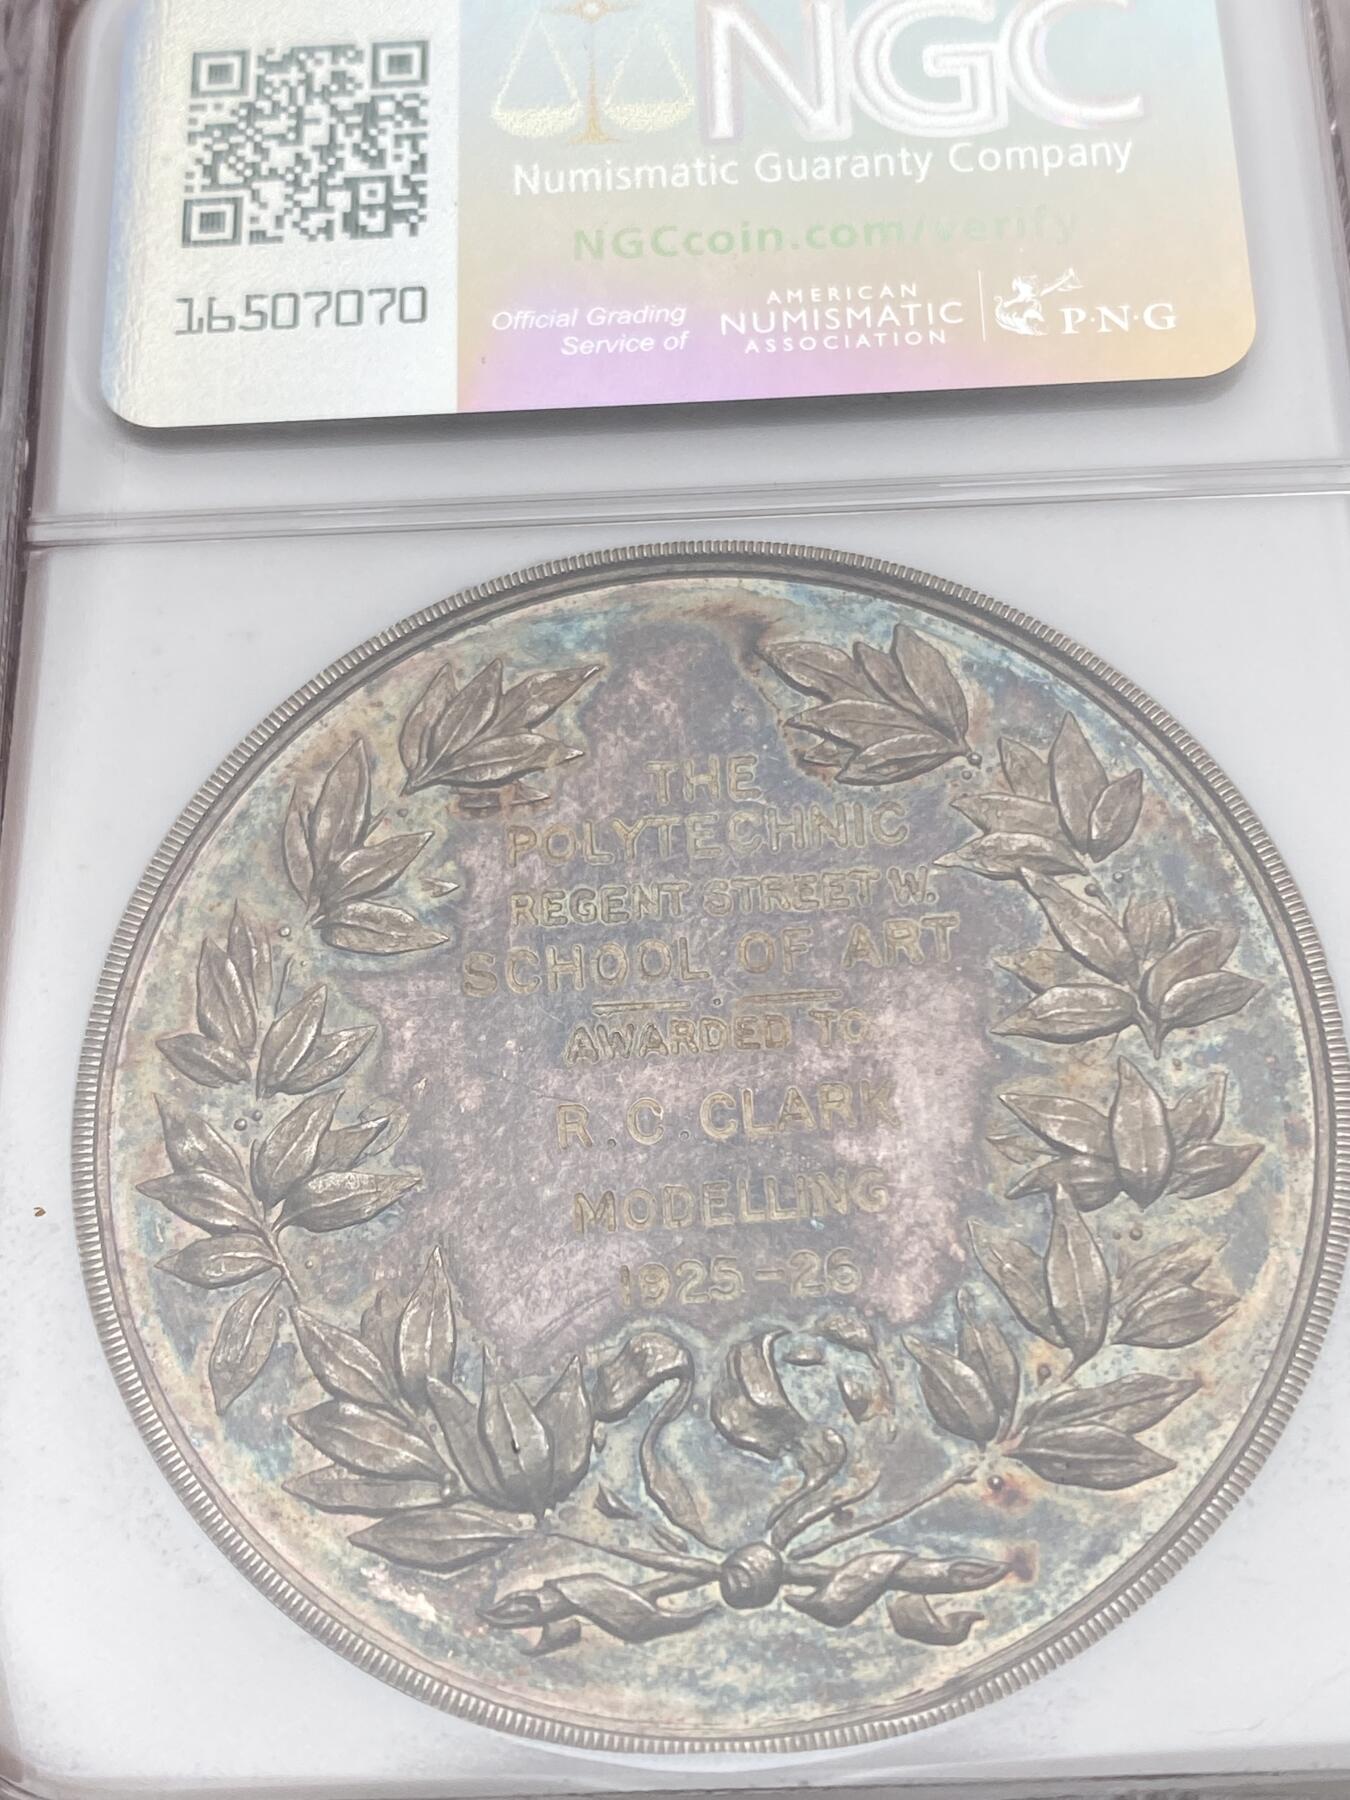 NGC
Numismatic Guaranty Company
NGCcoin.com/verify
16507070
Official Grading
Service of
AMERICAN
NUMISMATIC
ASSOCIATION
P·N·G
THE
POLYTECHNIC
REGENT STREET W.
SCHOOL OF ART
AWARDED TO
R.C.CLARK
MODELLING
1925-26